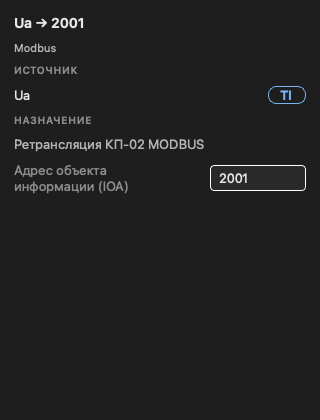 Ua → 2001
Modbus
ИСТОЧНИК
Ua
TI
НАЗНАЧЕНИЕ
Ретрансляция КП-02 MODBUS
Адрес объекта
информации (IOA)
2001